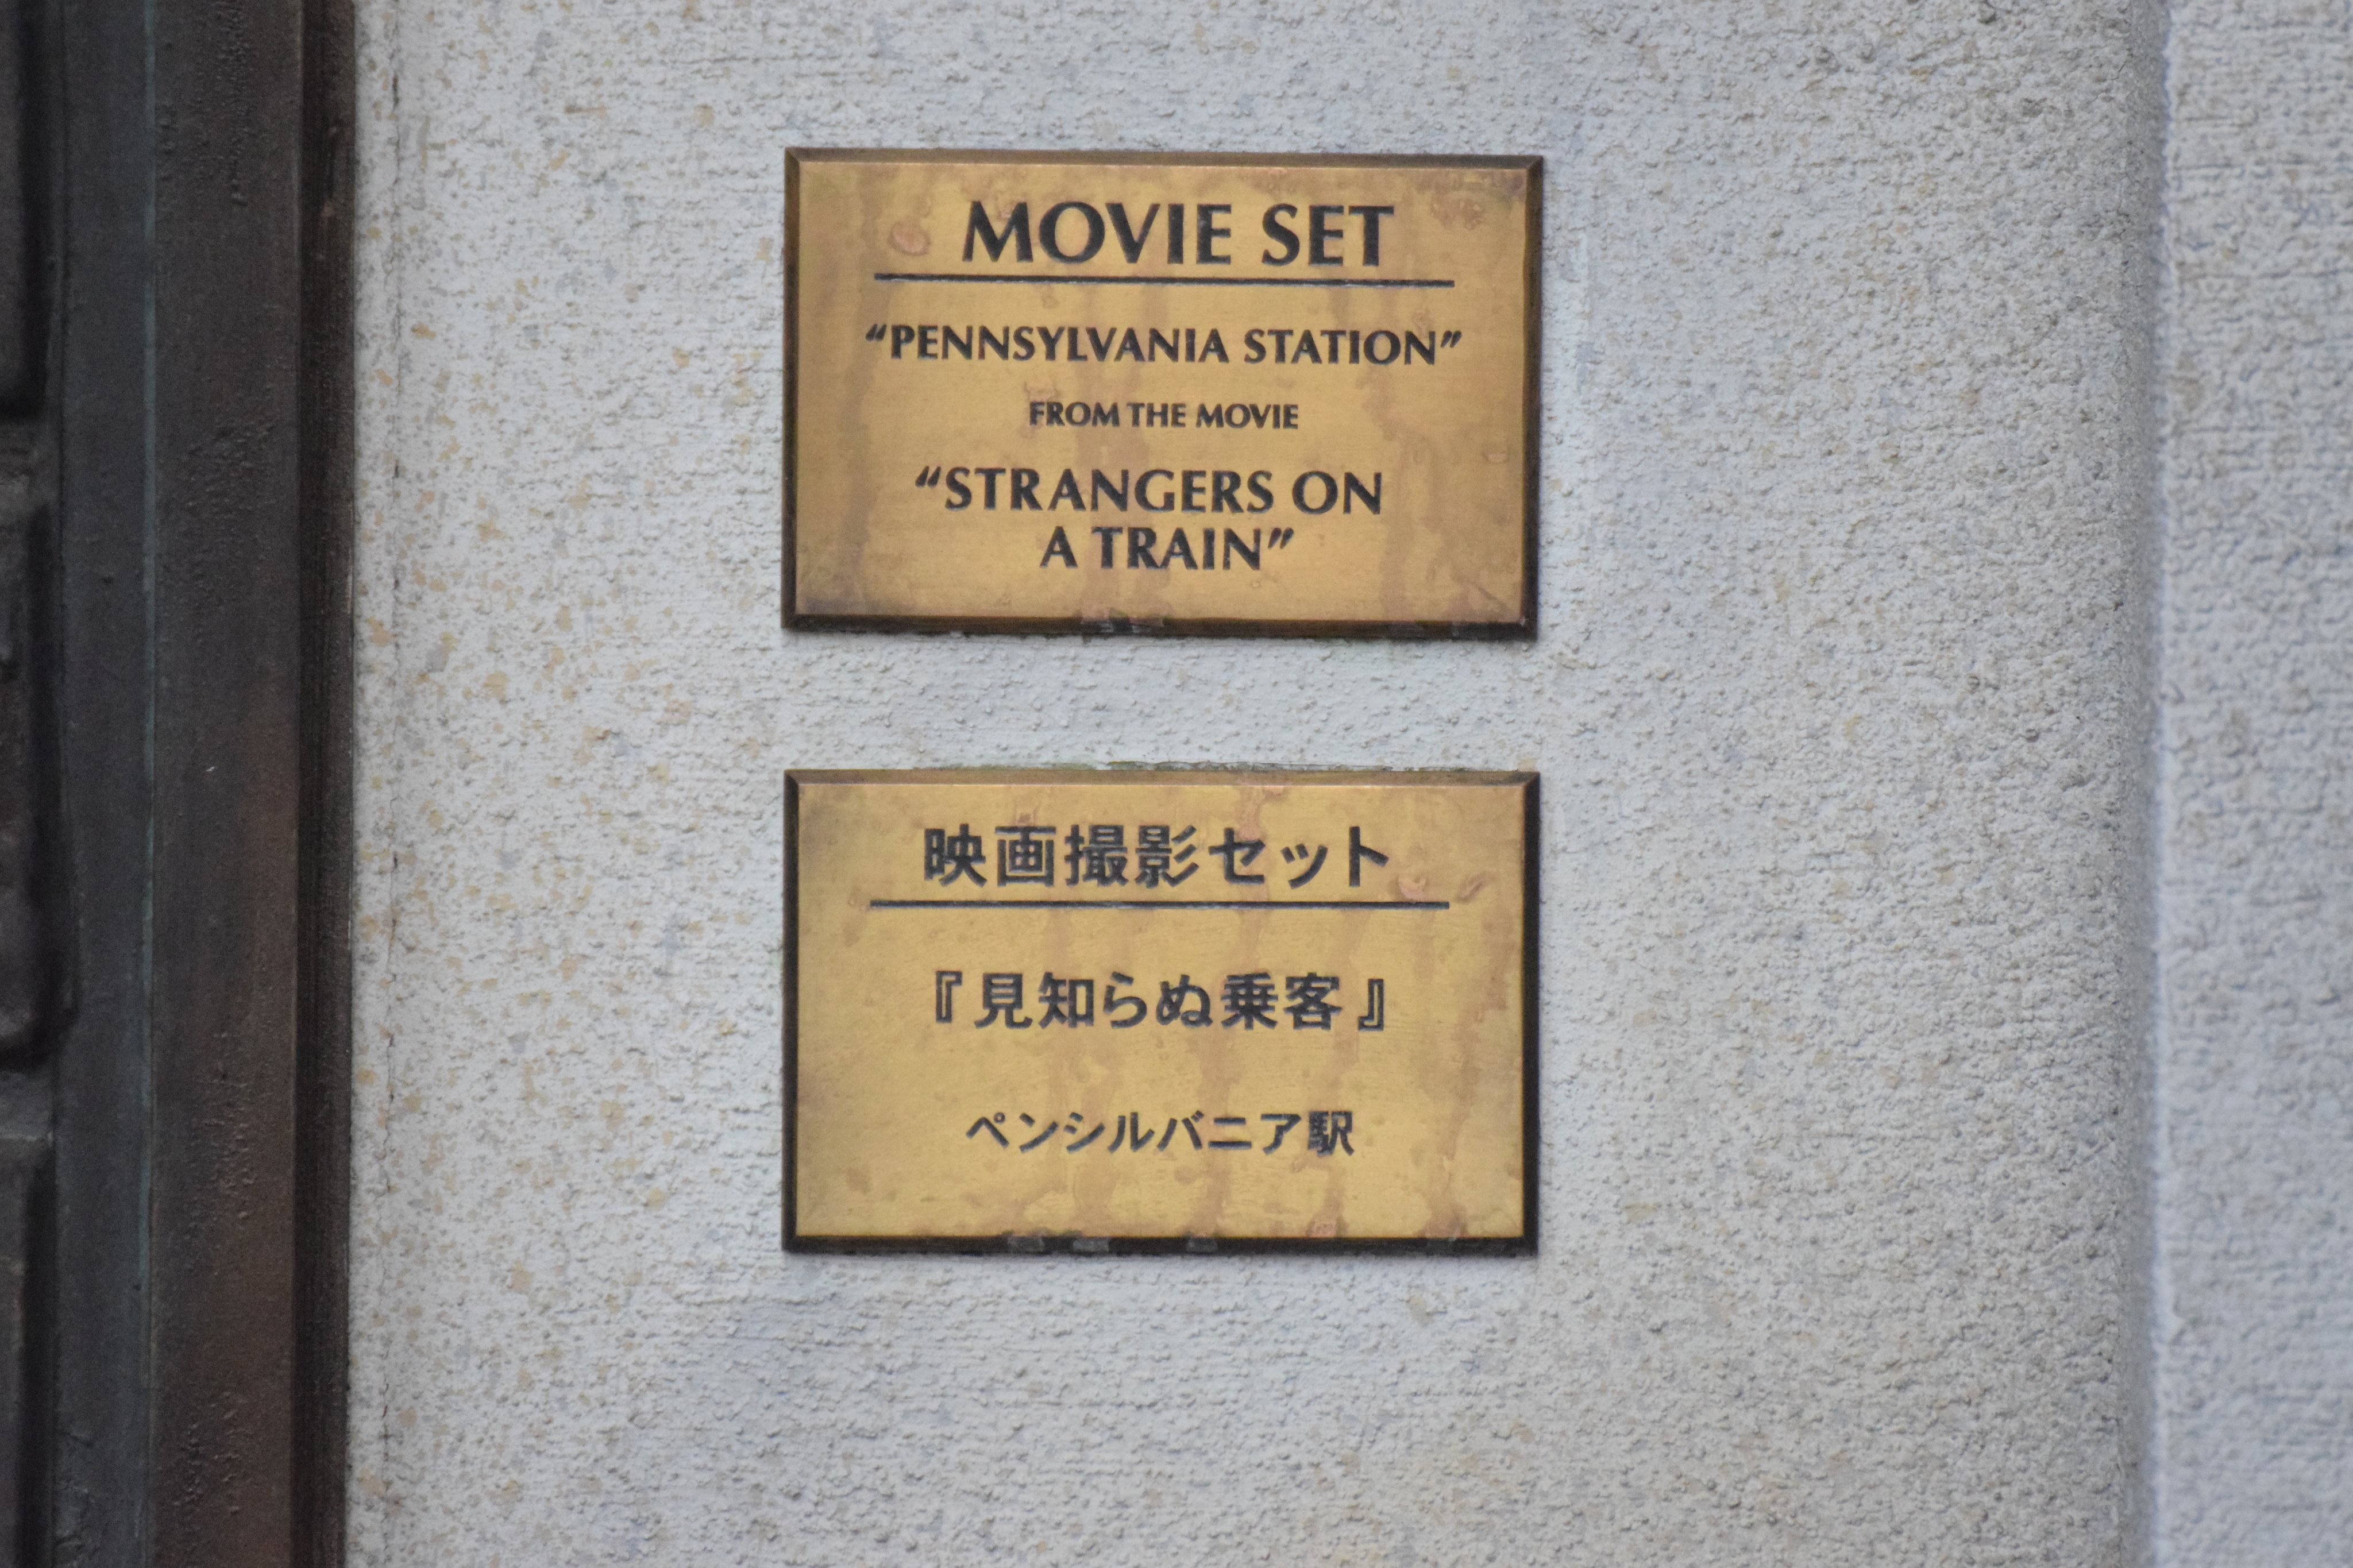 MOVIE SET
“PENNSYLVANIA STATION”
FROM THE MOVIE
“STRANGERS ON
A TRAIN”
映画撮影セット
『見知らぬ乗客』
ペンシルバニア駅